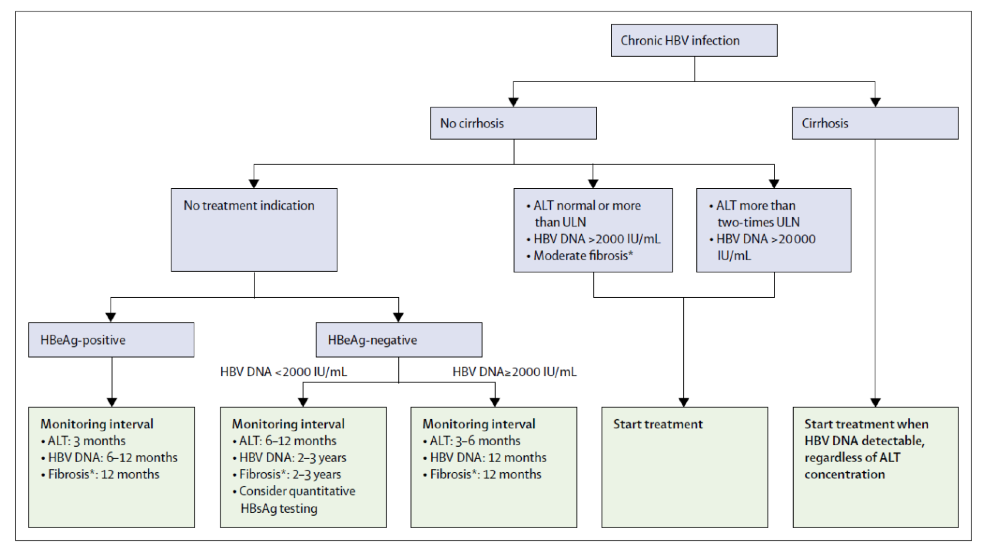 Chronic HBV infection
No cirrhosis
Cirrhosis
No treatment indication
• ALT normal or more
than ULN
• HBV DNA >2000 IU/mL
• Moderate fibrosis*
• ALT more than
two-times ULN
• HBV DNA >20 000
IU/mL
HBeAg-positive
HBeAg-negative
HBV DNA <2000 IU/mL
HBV DNA≥2000 IU/mL
Monitoring interval
• ALT: 3 months
• HBV DNA: 6–12 months
• Fibrosis*: 12 months
Monitoring interval
• ALT: 6–12 months
• HBV DNA: 2–3 years
• Fibrosis*: 2–3 years
• Consider quantitative
HBsAg testing
Monitoring interval
• ALT: 3–6 months
• HBV DNA: 12 months
• Fibrosis*: 12 months
Start treatment
Start treatment when
HBV DNA detectable,
regardless of ALT
concentration